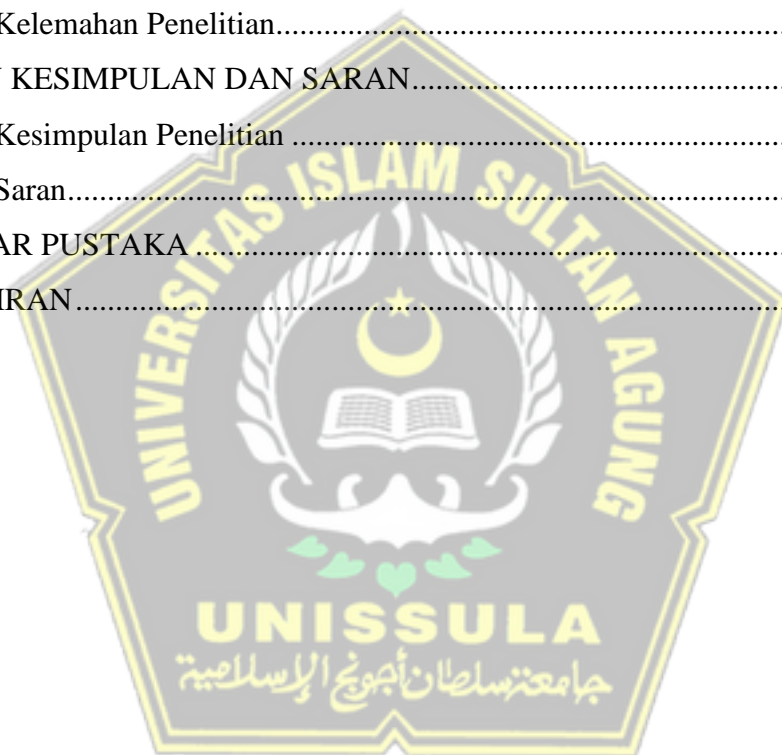 Kelemahan Penelitian..............................................................................
KESIMPULAN DAN SARAN.........................................................
Kesimpulan Penelitian ...........................................................................
Saran.......................................................................................................
AR PUSTAKA .......................................................................................
IRAN.......................................................................................................
UNIVERSITAS ISLAM SULTAN AGUNG
UNISSULA
جامعة سلطان أجونج الإسلامية